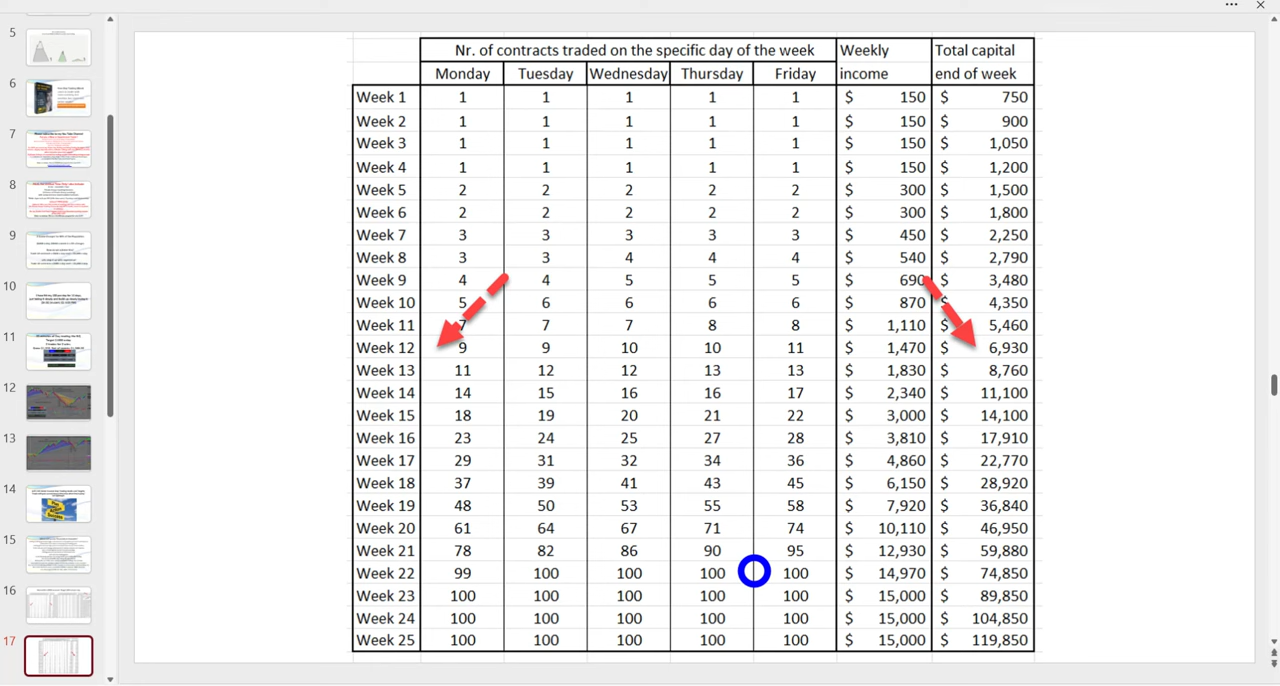 5
6
7
8
9
10
11
12
13
14
15
16
17
Nr. of contracts traded on the specific day of the week Weekly Total capital
Monday Tuesday Wednesday Thursday Friday income end of week
Week 1 1 1 1 1 1 $ 150 $ 750
Week 2 1 1 1 1 1 $ 150 $ 900
Week 3 1 1 1 1 1 $ 150 $ 1,050
Week 4 1 1 1 1 1 $ 150 $ 1,200
Week 5 2 2 2 2 2 $ 300 $ 1,500
Week 6 2 2 2 2 2 $ 300 $ 1,800
Week 7 3 3 3 3 3 $ 450 $ 2,250
Week 8 3 3 4 4 4 $ 540 $ 2,790
Week 9 4 4 5 5 5 $ 690 $ 3,480
Week 10 5 6 6 6 6 $ 870 $ 4,350
Week 11 7 7 7 8 8 $ 1,110 $ 5,460
Week 12 9 9 10 10 11 $ 1,470 $ 6,930
Week 13 11 12 12 13 13 $ 1,830 $ 8,760
Week 14 14 15 16 16 17 $ 2,340 $ 11,100
Week 15 18 19 20 21 22 $ 3,000 $ 14,100
Week 16 23 24 25 27 28 $ 3,810 $ 17,910
Week 17 29 31 32 34 36 $ 4,860 $ 22,770
Week 18 37 39 41 43 45 $ 6,150 $ 28,920
Week 19 48 50 53 55 58 $ 7,920 $ 36,840
Week 20 61 64 67 71 74 $ 10,110 $ 46,950
Week 21 78 82 86 90 95 $ 12,930 $ 59,880
Week 22 99 100 100 100 100 $ 14,970 $ 74,850
Week 23 100 100 100 100 100 $ 15,000 $ 89,850
Week 24 100 100 100 100 100 $ 15,000 $ 104,850
Week 25 100 100 100 100 100 $ 15,000 $ 119,850